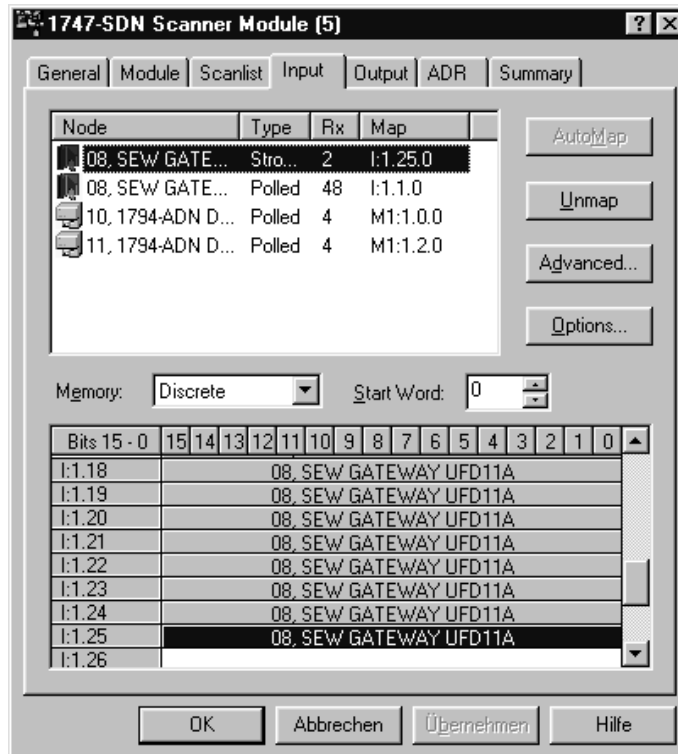 1747-SDN Scanner Module (5)
General Module Scanlist Input Output ADR Summary
Node Type Rx Map
08, SEW GATE... Stro... 2 I:1.25.0
08, SEW GATE... Polled 48 I:1.1.0
10, 1794-ADN D... Polled 4 M1:1.0.0
11, 1794-ADN D... Polled 4 M1:1.2.0
AutoMap
Unmap
Advanced...
Options...
Memory: Discrete Start Word: 0
Bits 15 - 0 15 14 13 12 11 10 9 8 7 6 5 4 3 2 1 0
I:1.18 08, SEW GATEWAY UFD11A
I:1.19 08, SEW GATEWAY UFD11A
I:1.20 08, SEW GATEWAY UFD11A
I:1.21 08, SEW GATEWAY UFD11A
I:1.22 08, SEW GATEWAY UFD11A
I:1.23 08, SEW GATEWAY UFD11A
I:1.24 08, SEW GATEWAY UFD11A
I:1.25 08, SEW GATEWAY UFD11A
I:1.26
OK Abbrechen Übernehmen Hilfe